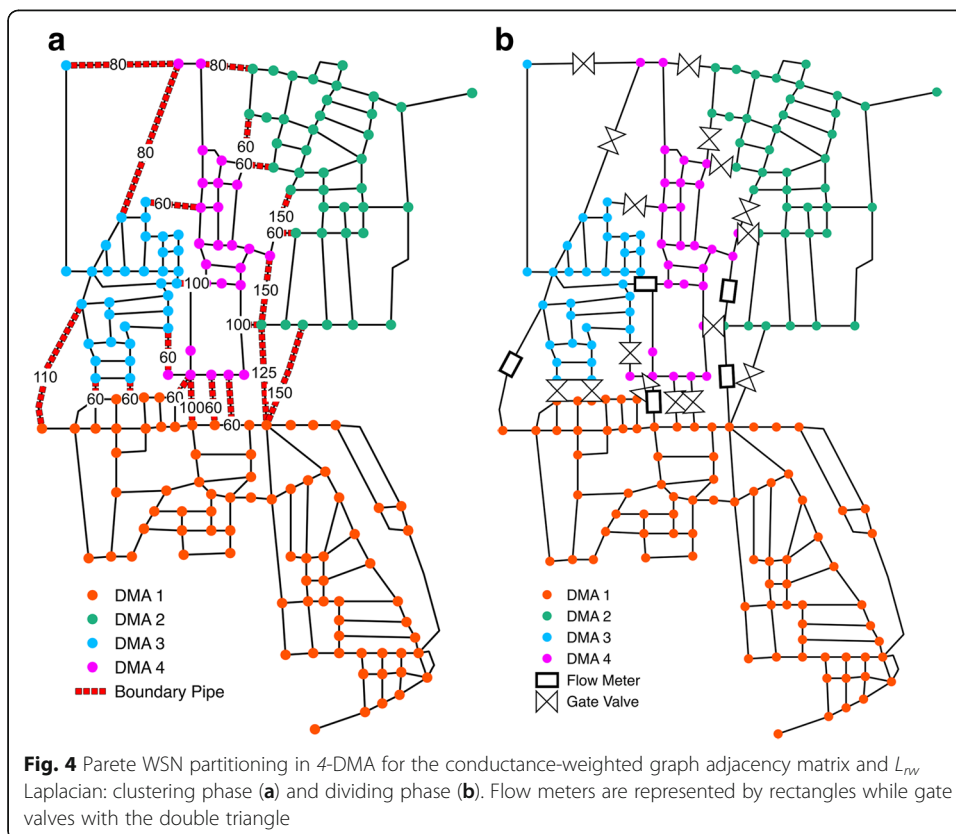 a
b
80
80
80
60
60
60
150
60
100
150
100
60
110
125
60
60
60
100
60
60
150
DMA 1
DMA 2
DMA 3
DMA 4
Boundary Pipe
DMA 1
DMA 2
DMA 3
DMA 4
Flow Meter
Gate Valve
Fig. 4 Parete WSN partitioning in 4-DMA for the conductance-weighted graph adjacency matrix and Lrw
Laplacian: clustering phase (a) and dividing phase (b). Flow meters are represented by rectangles while gate
valves with the double triangle